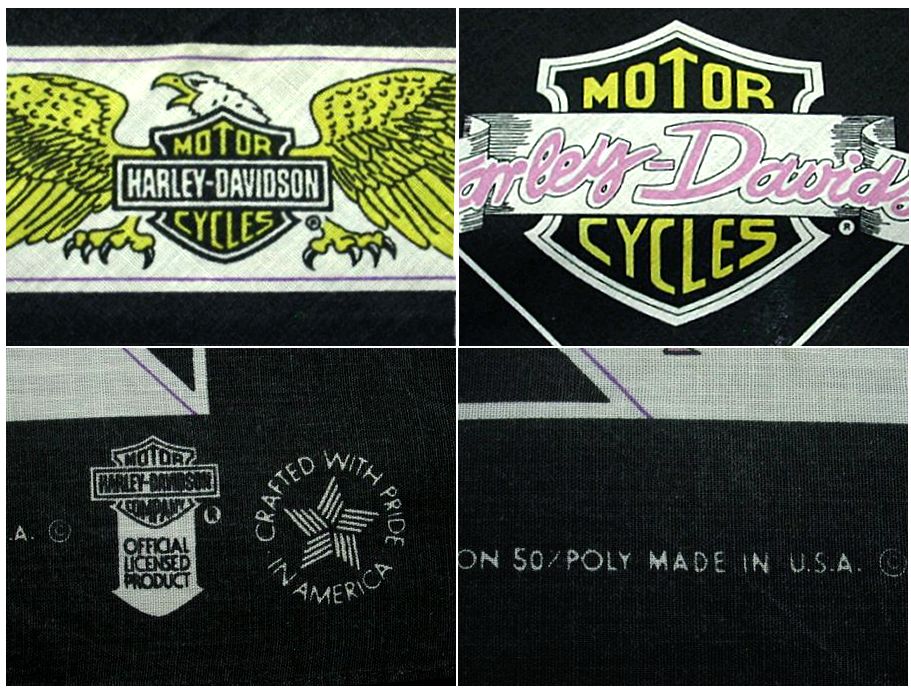 MOTOR
HARLEY-DAVIDSON
CYCLES
®
MOTOR
arley-Davids
CYCLES
®
MOTOR
HARLEY-DAVIDSON
COMPANY
®
.A. ©
OFFICIAL
LICENSED
PRODUCT
CRAFTED WITH PRIDE
IN AMERICA
ON 50/POLY MADE IN U.S.A. ©